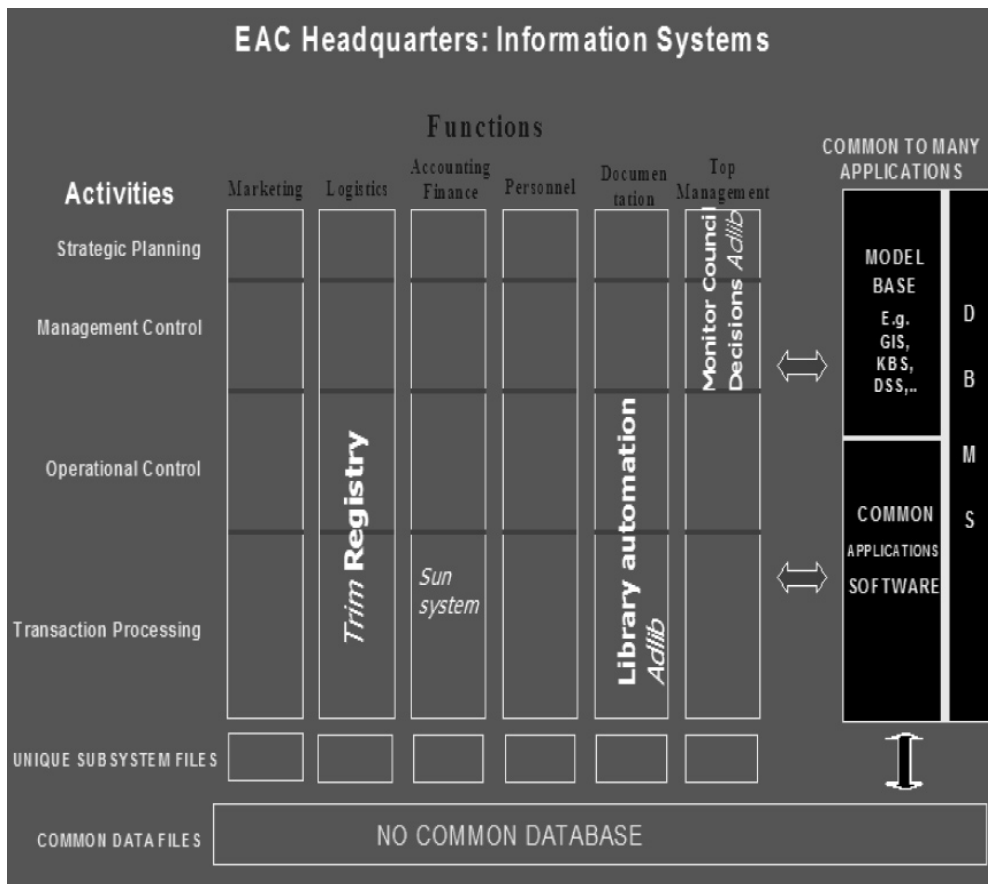 EAC Headquarters: Information Systems
Functions
COMMON TO MANY
APPLICATIONS
Activities
Marketing
Logistics
Accounting
Finance
Personnel
Documen
tation
Top
Management
Strategic Planning
Management Control
Operational Control
Transaction Processing
Trim Registry
Sun
system
Library automation
Adlib
Monitor Council
Decisions Adlib
MODEL
BASE
E.g.
GIS,
KBS,
DSS,..
COMMON
APPLICATIONS
SOFTWARE
D
B
M
S
UNIQUE SUBSYSTEM FILES
COMMON DATA FILES
NO COMMON DATABASE